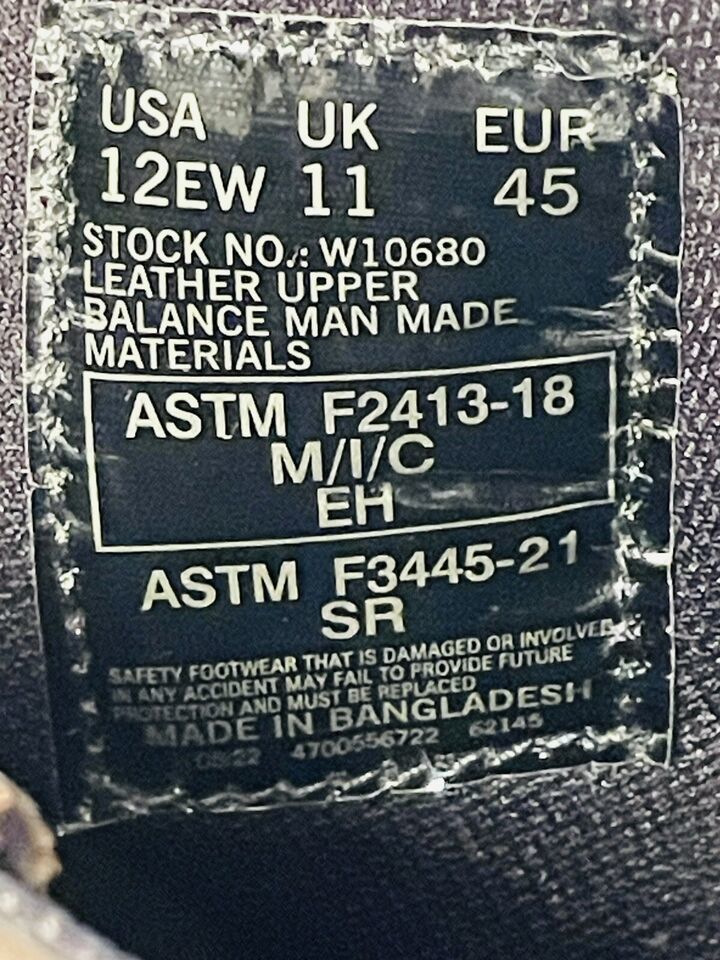 USA UK EUR
12EW 11 45
STOCK NO.: W10680
LEATHER UPPER
BALANCE MAN MADE
MATERIALS
ASTM F2413-18
M/I/C
EH
ASTM F3445-21
SR
SAFETY FOOTWEAR THAT IS DAMAGED OR INVOLVED
IN ANY ACCIDENT MAY FAIL TO PROVIDE FUTURE
PROTECTION AND MUST BE REPLACED
MADE IN BANGLADESH
4700556722 62145